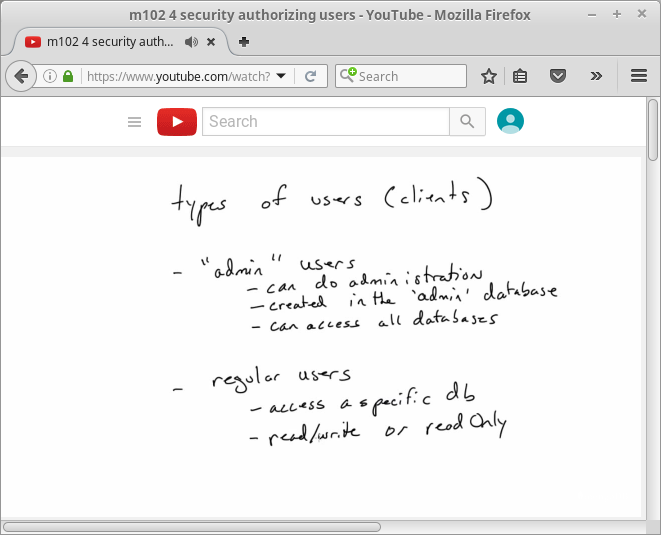 m102 4 security authorizing users - YouTube - Mozilla Firefox
m102 4 security auth...
https://www.youtube.com/watch?
Search
Search
types of users (clients)
- "admin" users
- can do administration
- created in the 'admin' database
- can access all databases
- regular users
- access a specific db
- read/write or readOnly